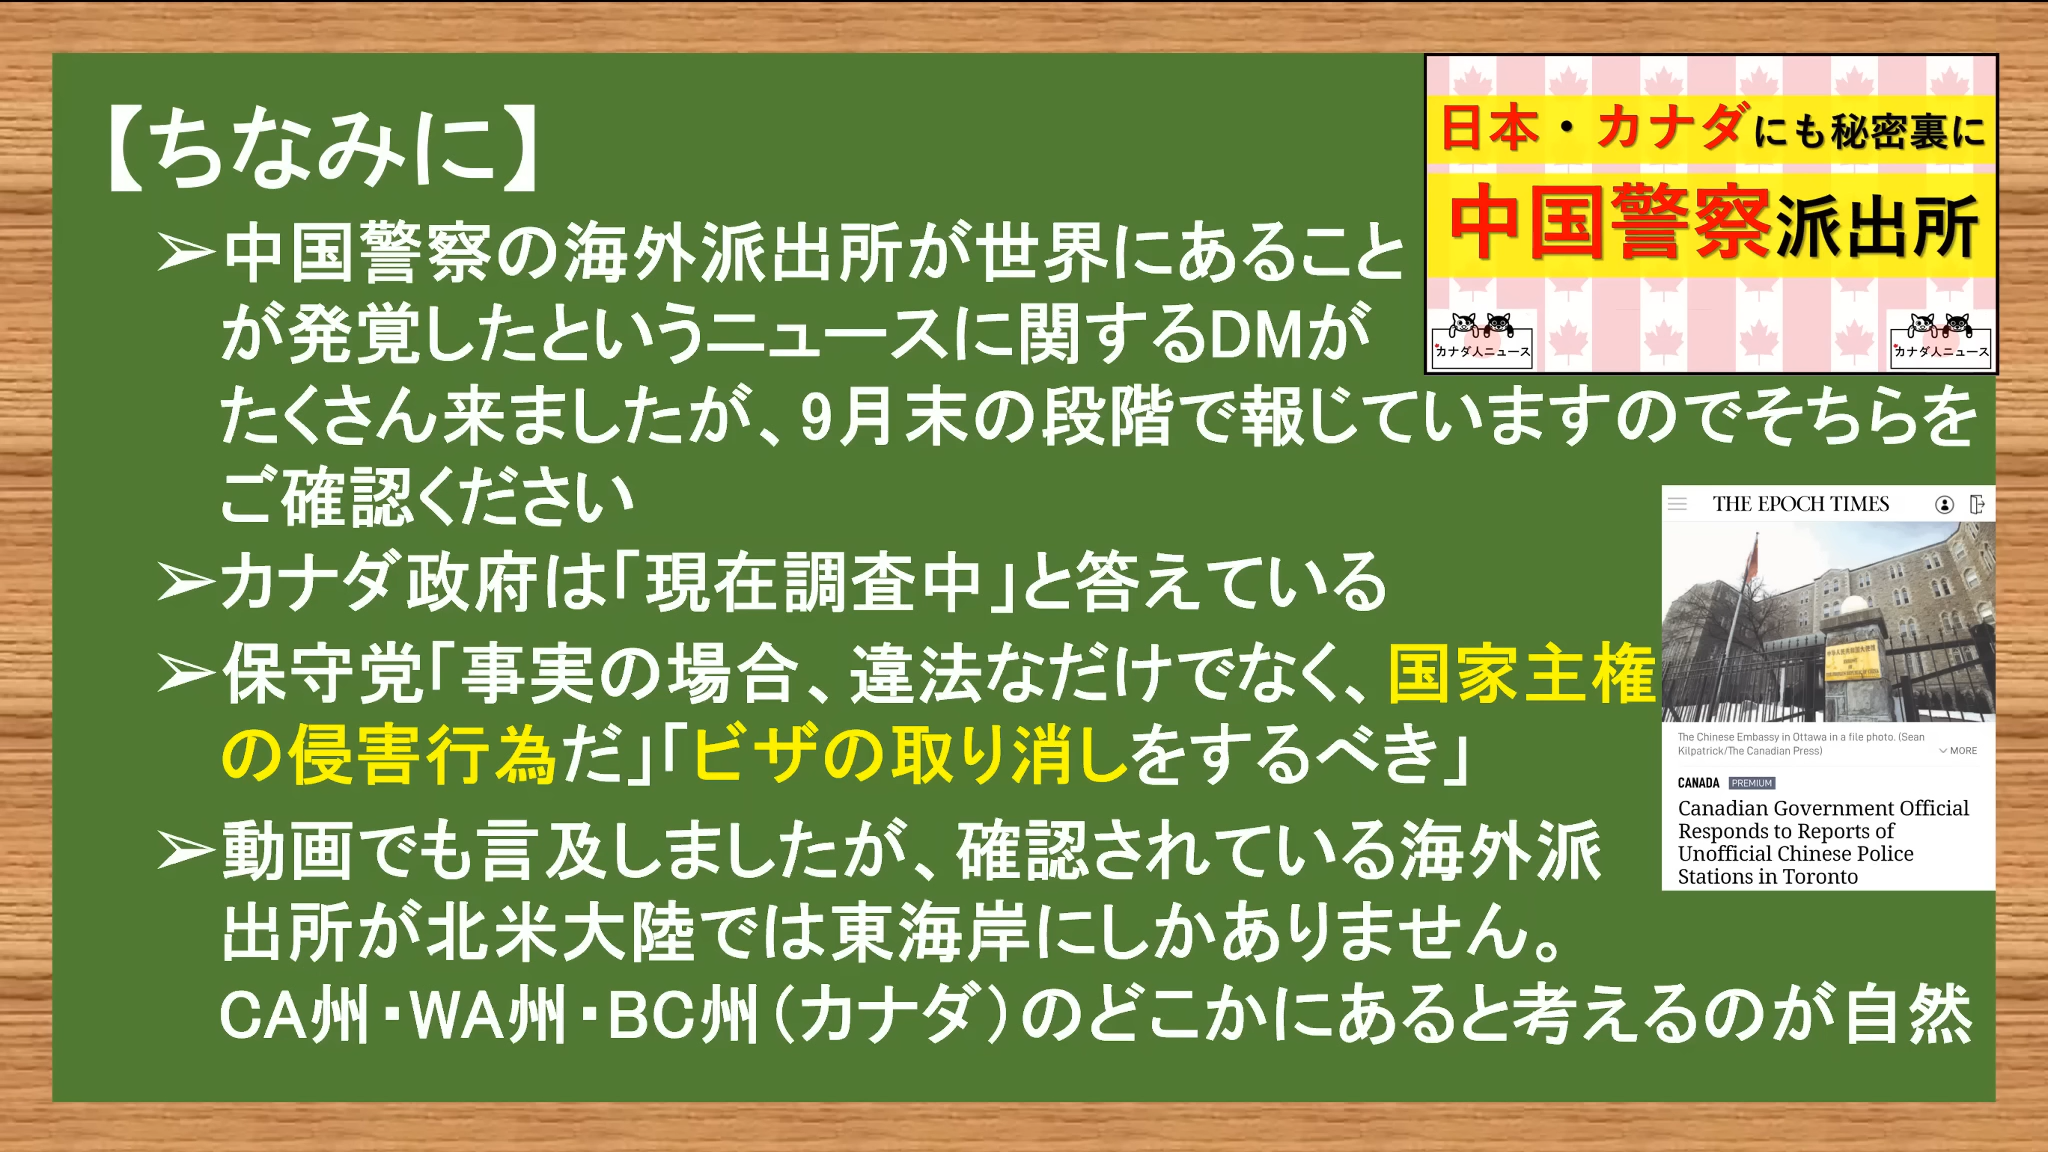 【ちなみに】
➢中国警察の海外派出所が世界にあること
が発覚したというニュースに関するDMが
たくさん来ましたが、9月末の段階で報じていますのでそちらを
ご確認ください
➢カナダ政府は「現在調査中」と答えている
➢保守党「事実の場合、違法なだけでなく、国家主権
の侵害行為だ」「ビザの取り消しをするべき」
➢動画でも言及しましたが、確認されている海外派
出所が北米大陸では東海岸にしかありません。
CA州・WA州・BC州（カナダ）のどこかにあると考えるのが自然
日本・カナダにも秘密裏に
中国警察派出所
カナダ人ニュース
カナダ人ニュース
THE EPOCH TIMES
The Chinese Embassy in Ottawa in a file photo. (Sean
Kilpatrick/The Canadian Press)
MORE
CANADA PREMIUM
Canadian Government Official
Responds to Reports of
Unofficial Chinese Police
Stations in Toronto